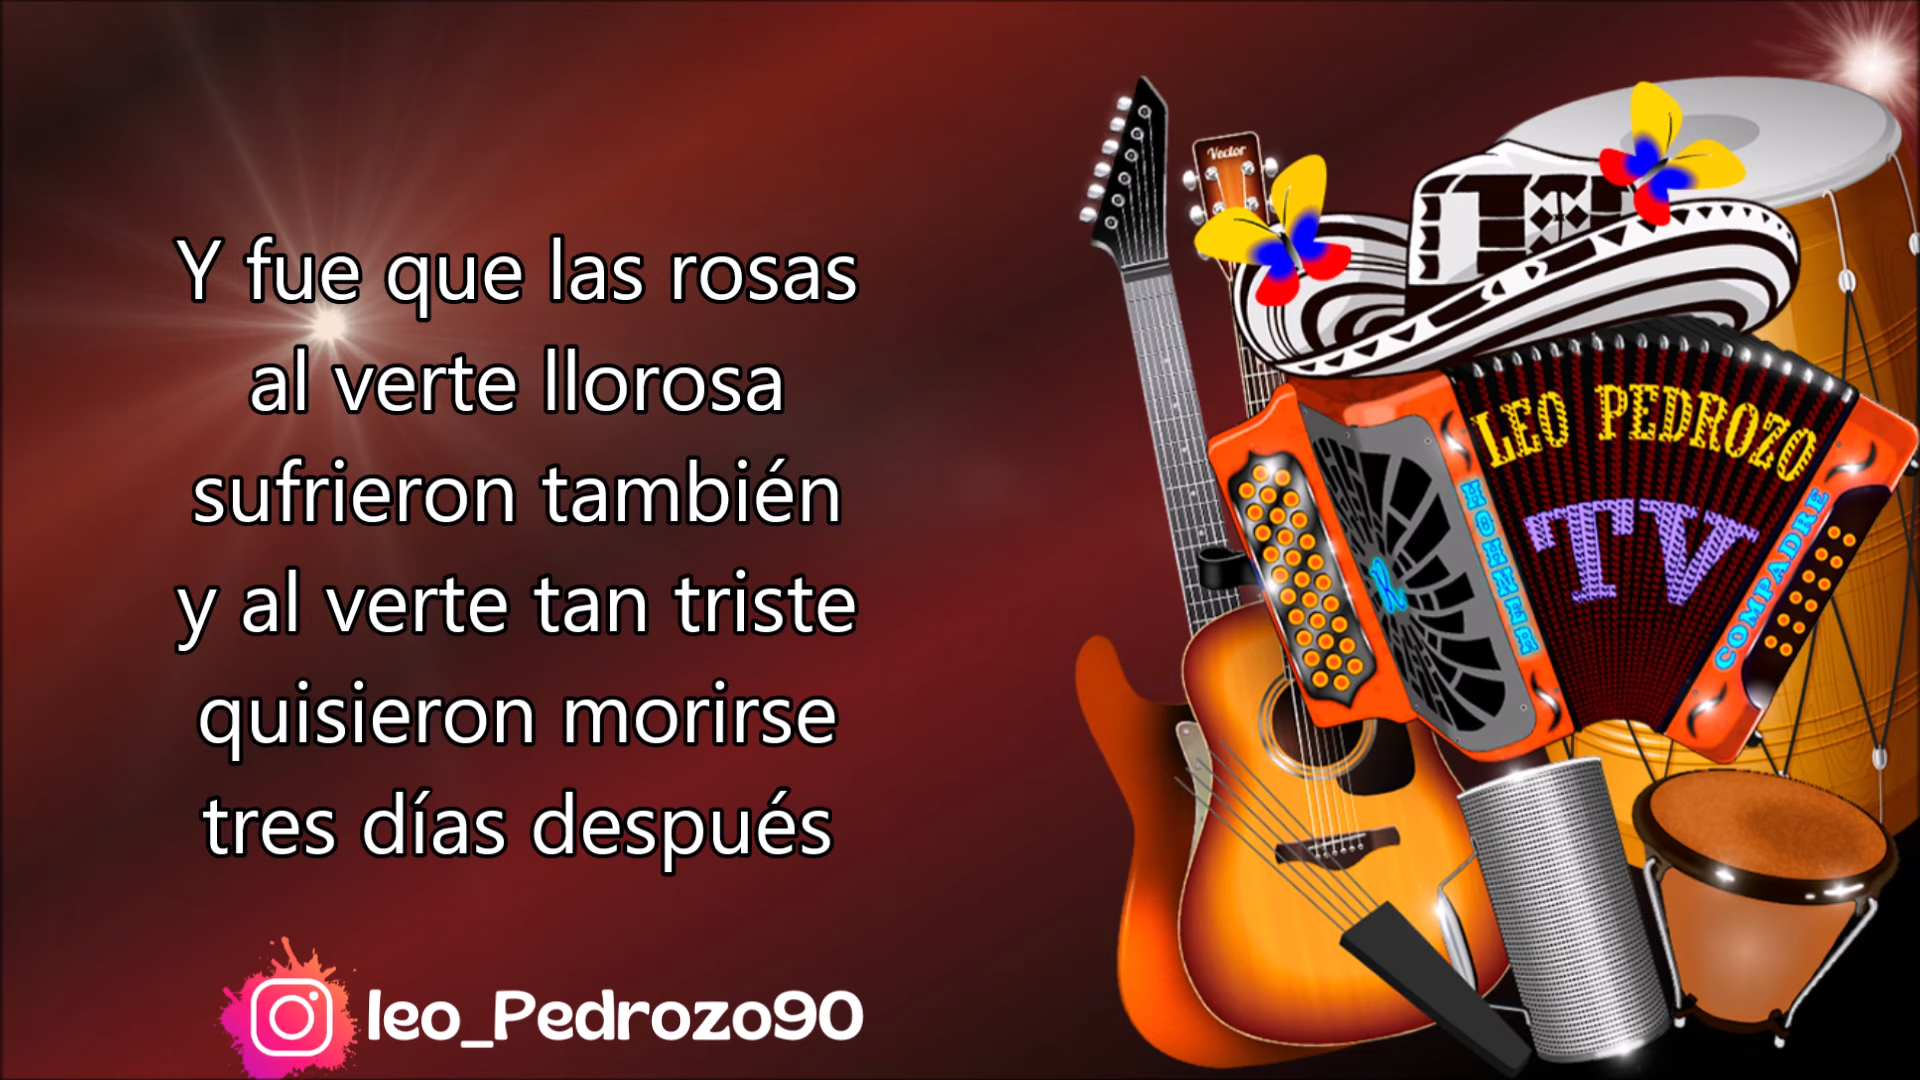 Y fue que las rosas
al verte llorosa
sufrieron también
y al verte tan triste
quisieron morirse
tres días después
leo_Pedrozo90
Vector
LEO PEDROZO
TV
HOHNER
COMPADRE